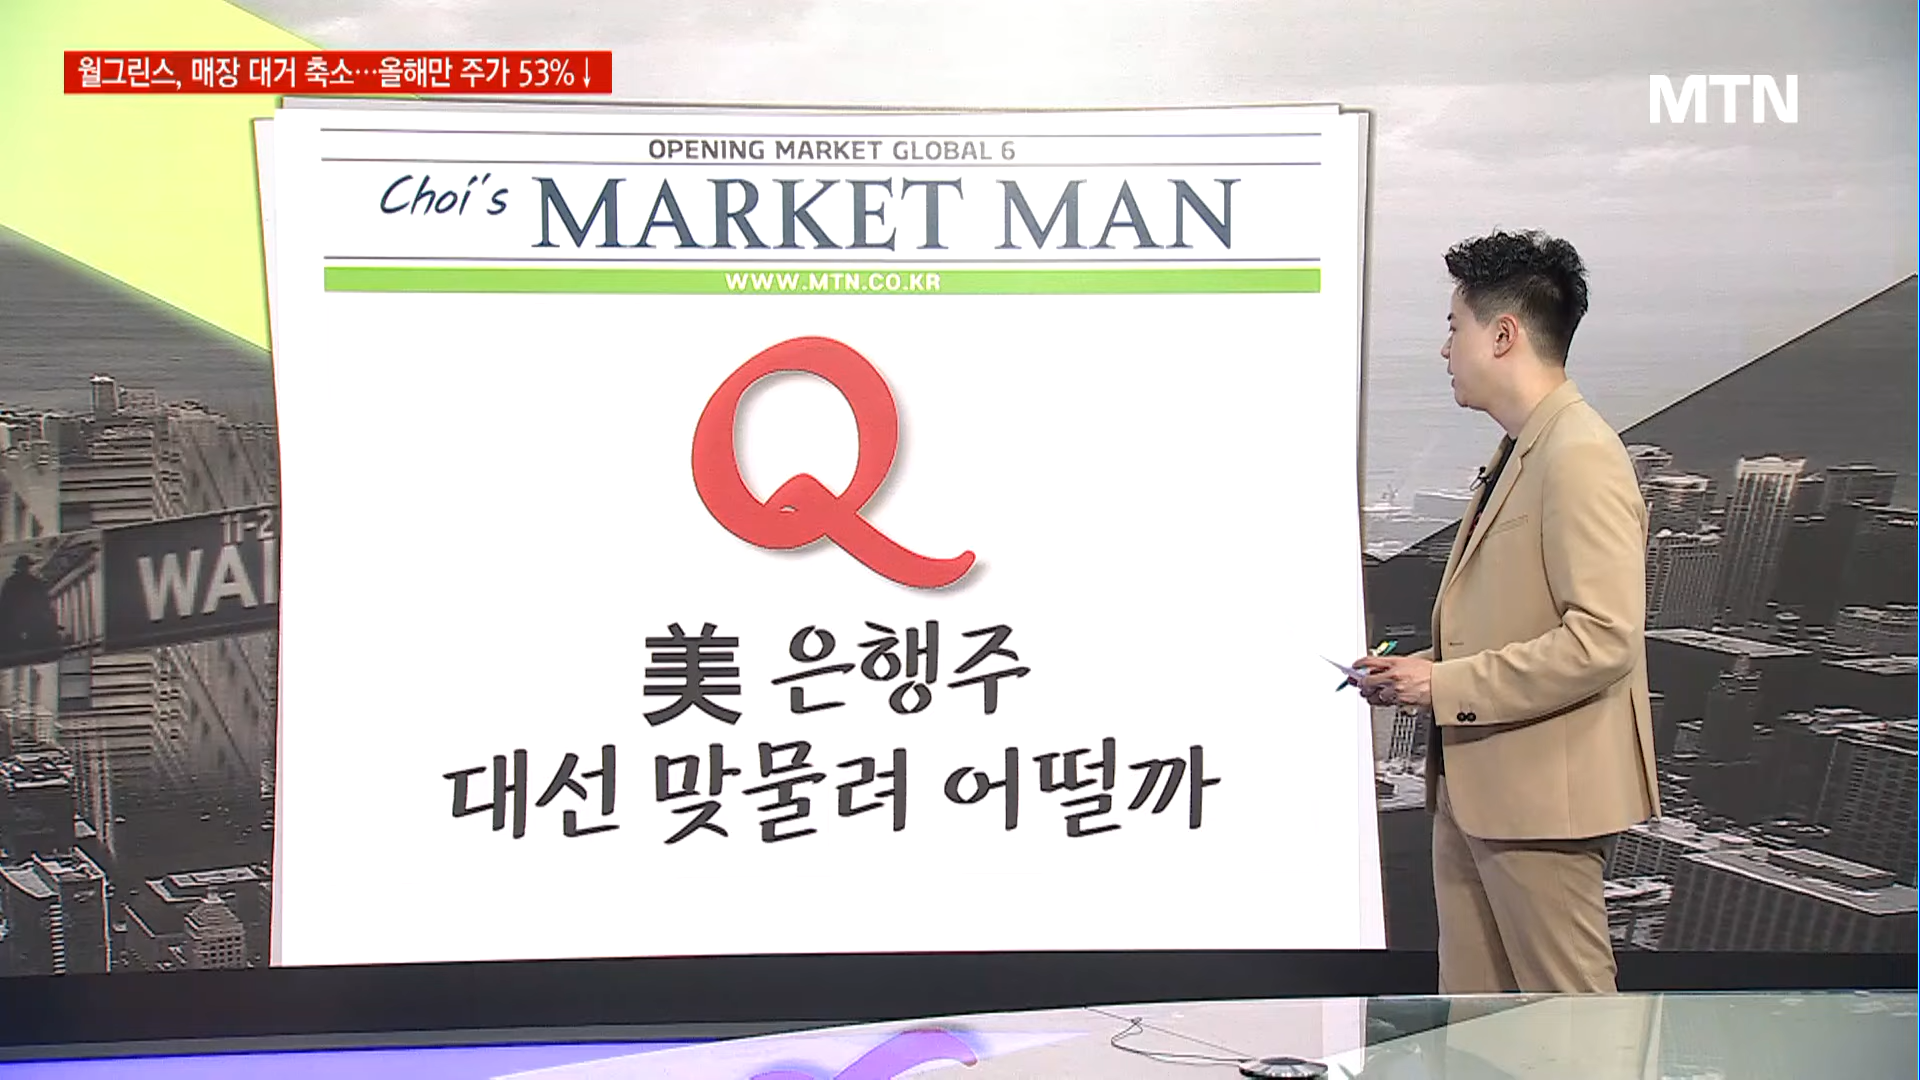 월그린스, 매장 대거 축소…올해만 주가 53%↓
MTN
OPENING MARKET GLOBAL 6
Choi's MARKET MAN
WWW.MTN.CO.KR
Q
美 은행주
대선 맞물려 어떨까
11-2
WAL